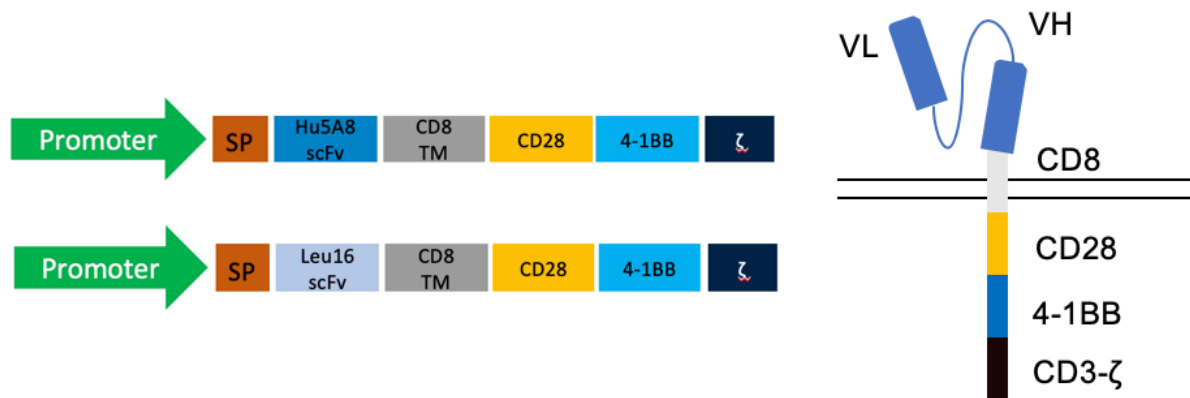 Promoter
SP
Hu5A8
scFv
CD8
TM
CD28
4-1BB
ζ
Promoter
SP
Leu16
scFv
CD8
TM
CD28
4-1BB
ζ
VL
VH
CD8
CD28
4-1BB
CD3-ζ